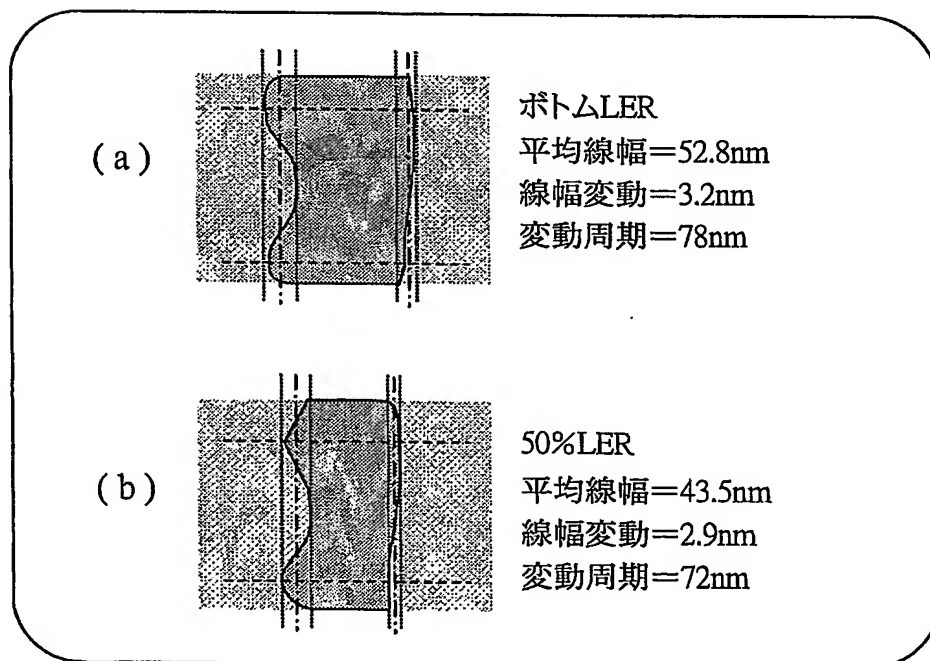 (a)
ボトムLER
平均線幅=52.8nm
線幅変動=3.2nm
変動周期=78nm
(b)
50%LER
平均線幅=43.5nm
線幅変動=2.9nm
変動周期=72nm